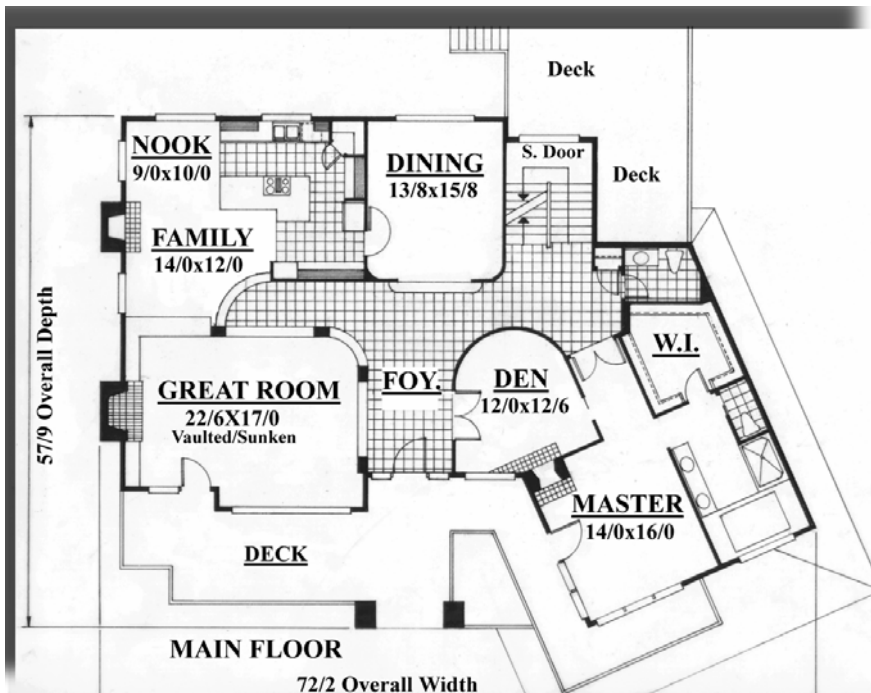 Deck
S. Door
Deck
NOOK
9/0x10/0
DINING
13/8x15/8
FAMILY
14/0x12/0
W.I.
GREAT ROOM
22/6X17/0
Vaulted/Sunken
FOY.
DEN
12/0x12/6
MASTER
14/0x16/0
DECK
57/9 Overall Depth
MAIN FLOOR
72/2 Overall Width